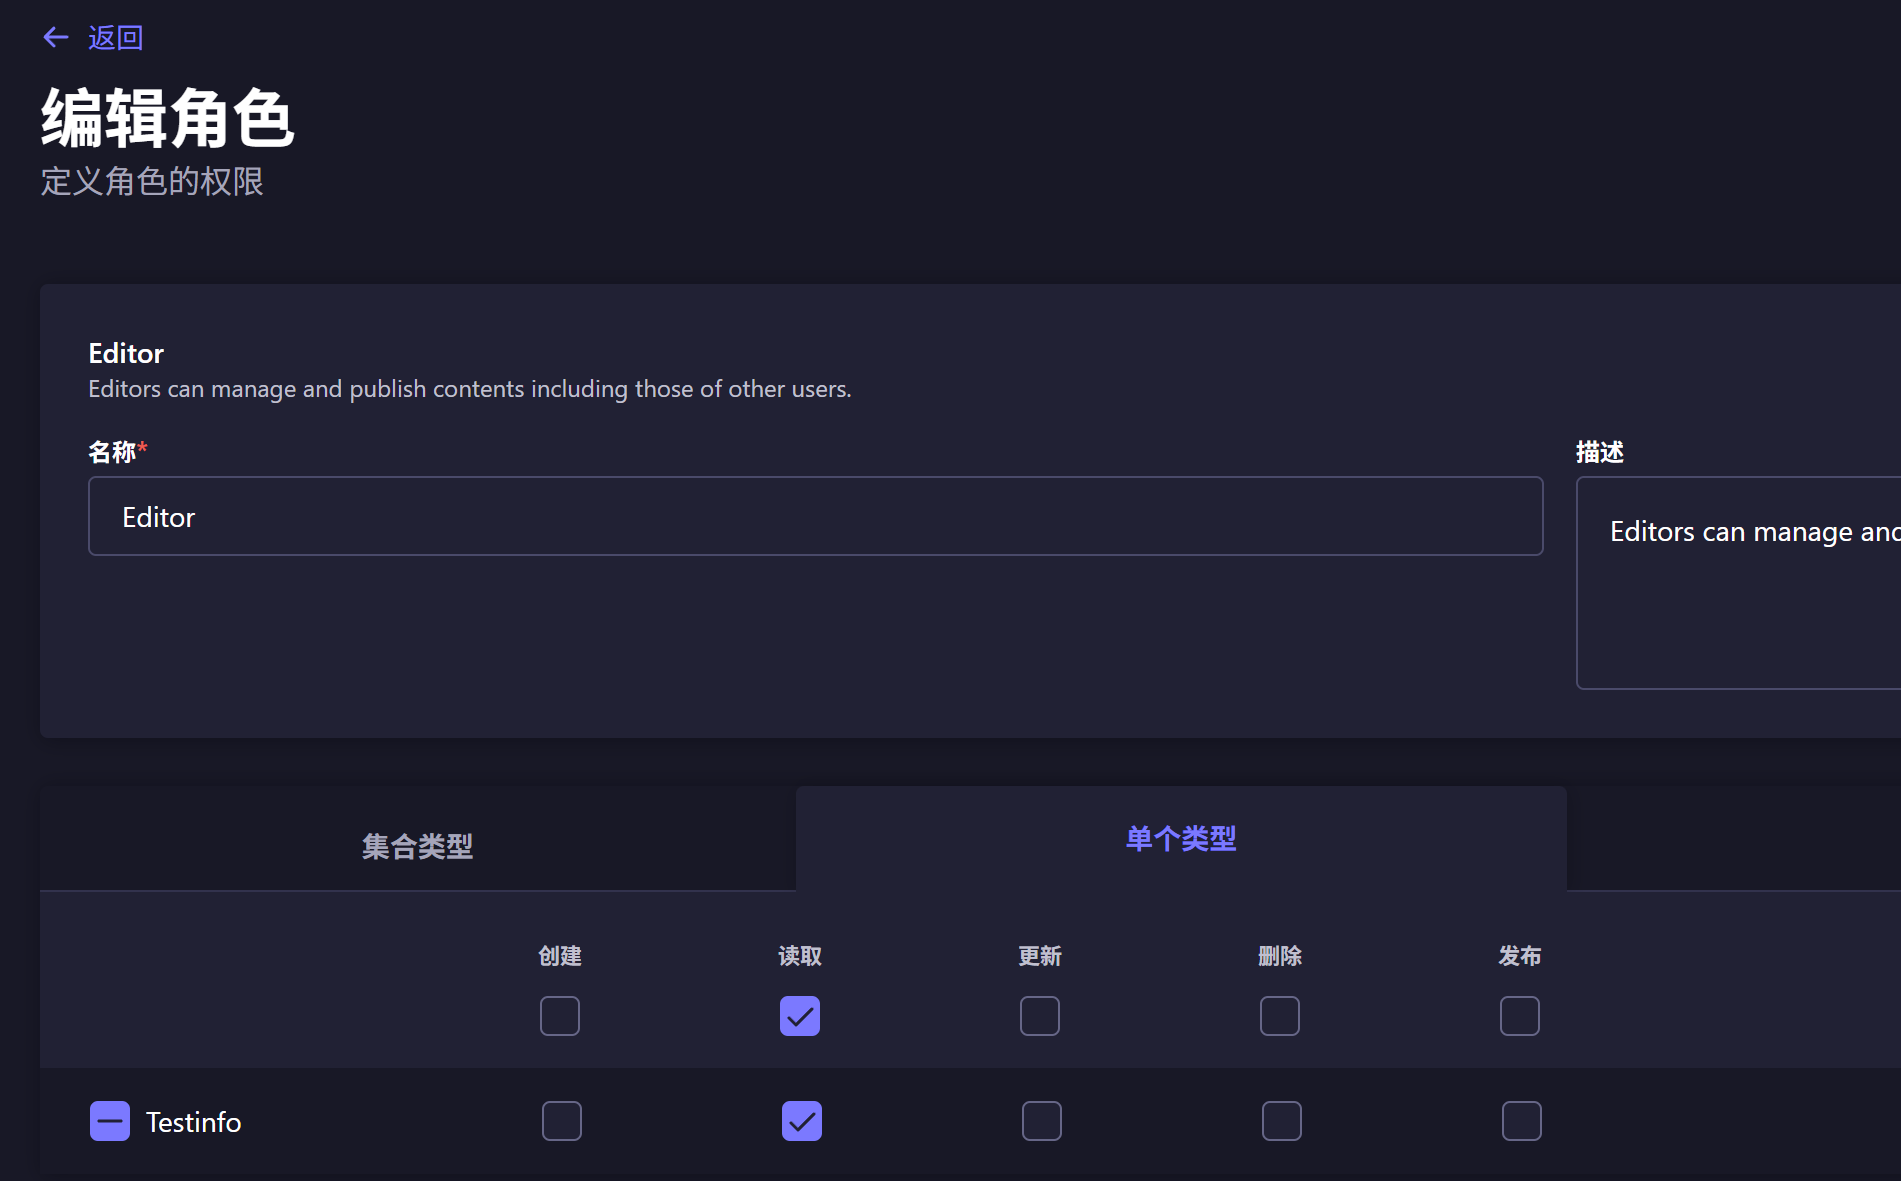 返回
编辑角色
定义角色的权限
Editor
Editors can manage and publish contents including those of other users.
名称*
描述
Editor
Editors can manage and
集合类型
单个类型
创建 读取 更新 删除 发布
Testinfo